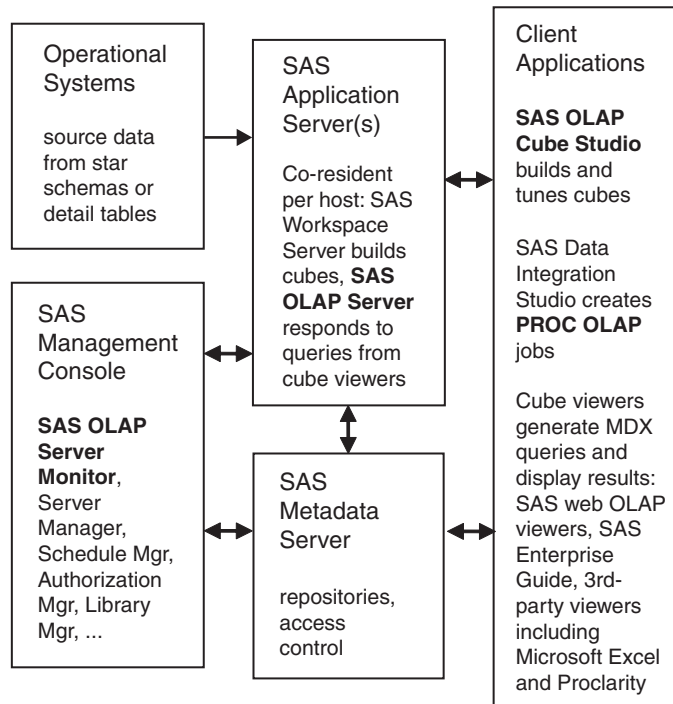 Operational
Systems
source data
from star
schemas or
detail tables
SAS
Application
Server(s)
Co-resident
per host: SAS
Workspace
Server builds
cubes, SAS
OLAP Server
responds to
queries from
cube viewers
Client
Applications
SAS OLAP
Cube Studio
builds and
tunes cubes
SAS Data
Integration
Studio creates
PROC OLAP
jobs
Cube viewers
generate MDX
queries and
display results:
SAS web OLAP
viewers, SAS
Enterprise
Guide, 3rd-
party viewers
including
Microsoft Excel
and Proclarity
SAS
Management
Console
SAS OLAP
Server
Monitor,
Server
Manager,
Schedule Mgr,
Authorization
Mgr, Library
Mgr, ...
SAS
Metadata
Server
repositories,
access
control